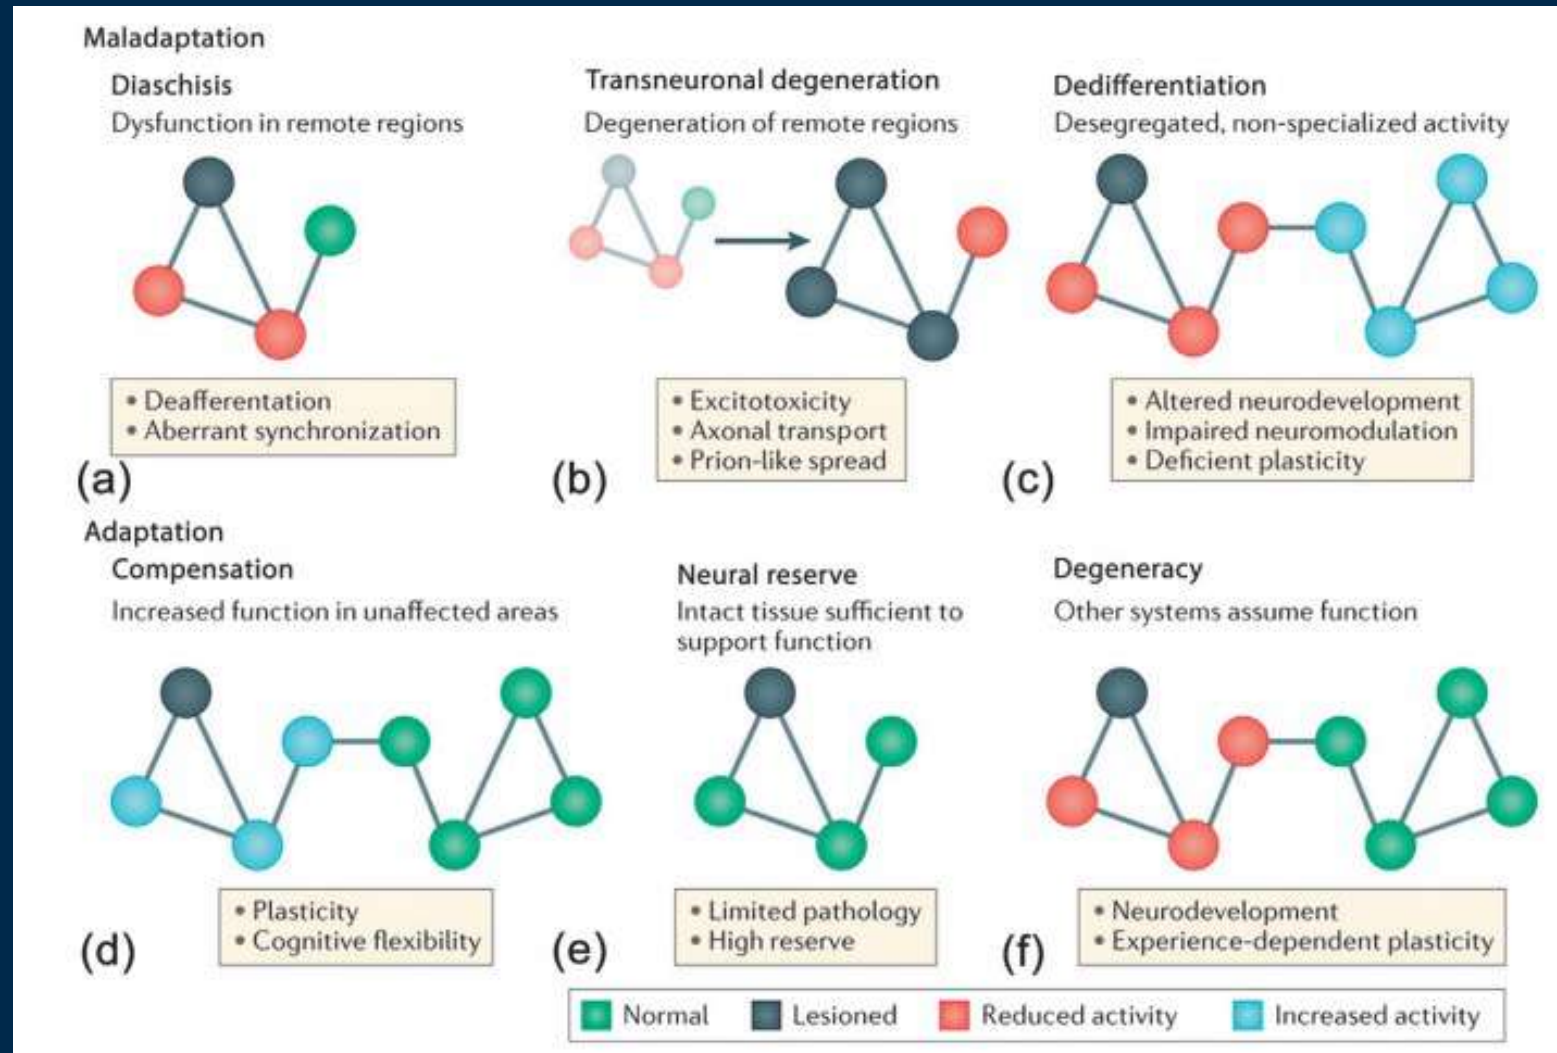 Maladaptation
Diaschisis
Dysfunction in remote regions
• Deafferentation
• Aberrant synchronization
(a)
Transneuronal degeneration
Degeneration of remote regions
• Excitotoxicity
• Axonal transport
• Prion-like spread
(b)
Dedifferentiation
Desegregated, non-specialized activity
• Altered neurodevelopment
• Impaired neuromodulation
• Deficient plasticity
(c)
Adaptation
Compensation
Increased function in unaffected areas
• Plasticity
• Cognitive flexibility
(d)
Neural reserve
Intact tissue sufficient to
support function
• Limited pathology
• High reserve
(e)
Degeneracy
Other systems assume function
• Neurodevelopment
• Experience-dependent plasticity
(f)
Normal
Lesioned
Reduced activity
Increased activity